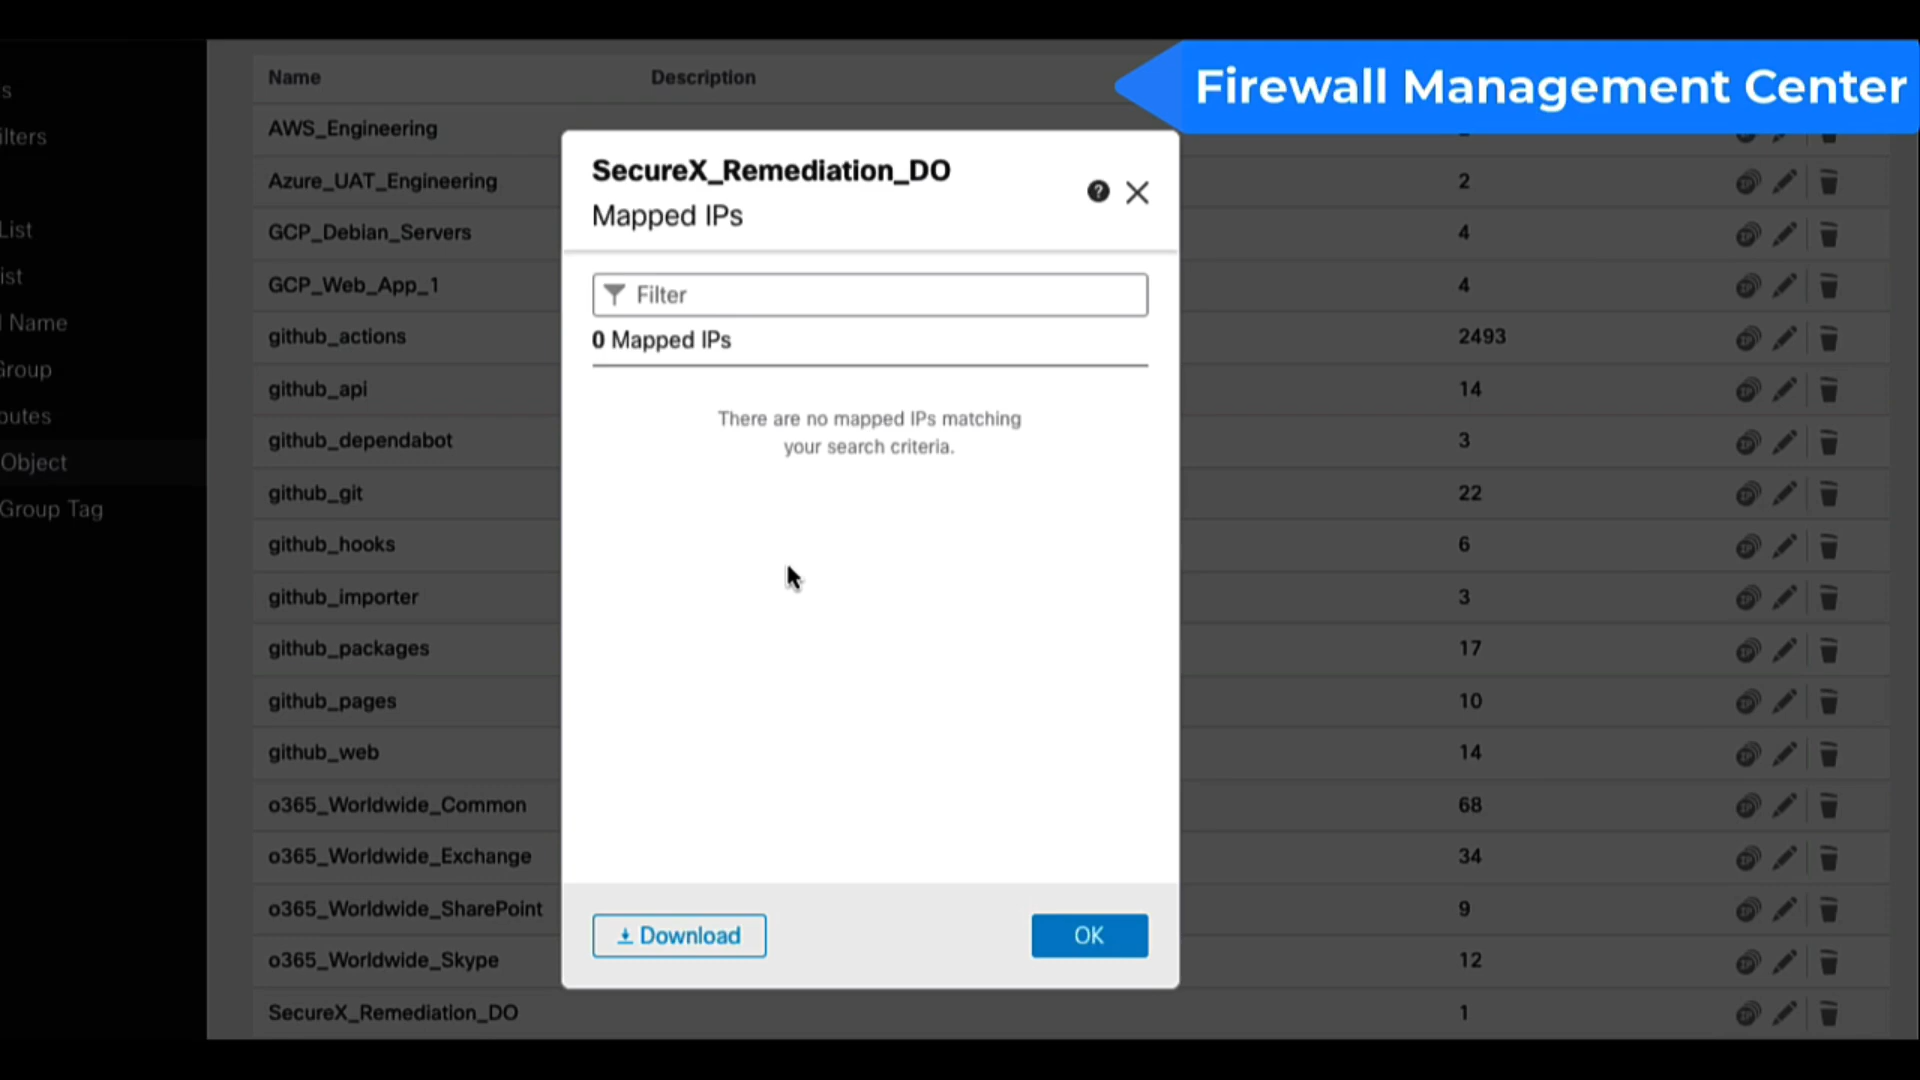 Firewall Management Center
s
ilters
List
ist
l Name
Group
butes
Object
Group Tag
Name Description
AWS_Engineering
Azure_UAT_Engineering 2
GCP_Debian_Servers 4
GCP_Web_App_1 4
github_actions 2493
github_api 14
github_dependabot 3
github_git 22
github_hooks 6
github_importer 3
github_packages 17
github_pages 10
github_web 14
o365_Worldwide_Common 68
o365_Worldwide_Exchange 34
o365_Worldwide_SharePoint 9
o365_Worldwide_Skype 12
SecureX_Remediation_DO 1
SecureX_Remediation_DO
Mapped IPs
Filter
0 Mapped IPs
There are no mapped IPs matching
your search criteria.
Download
OK